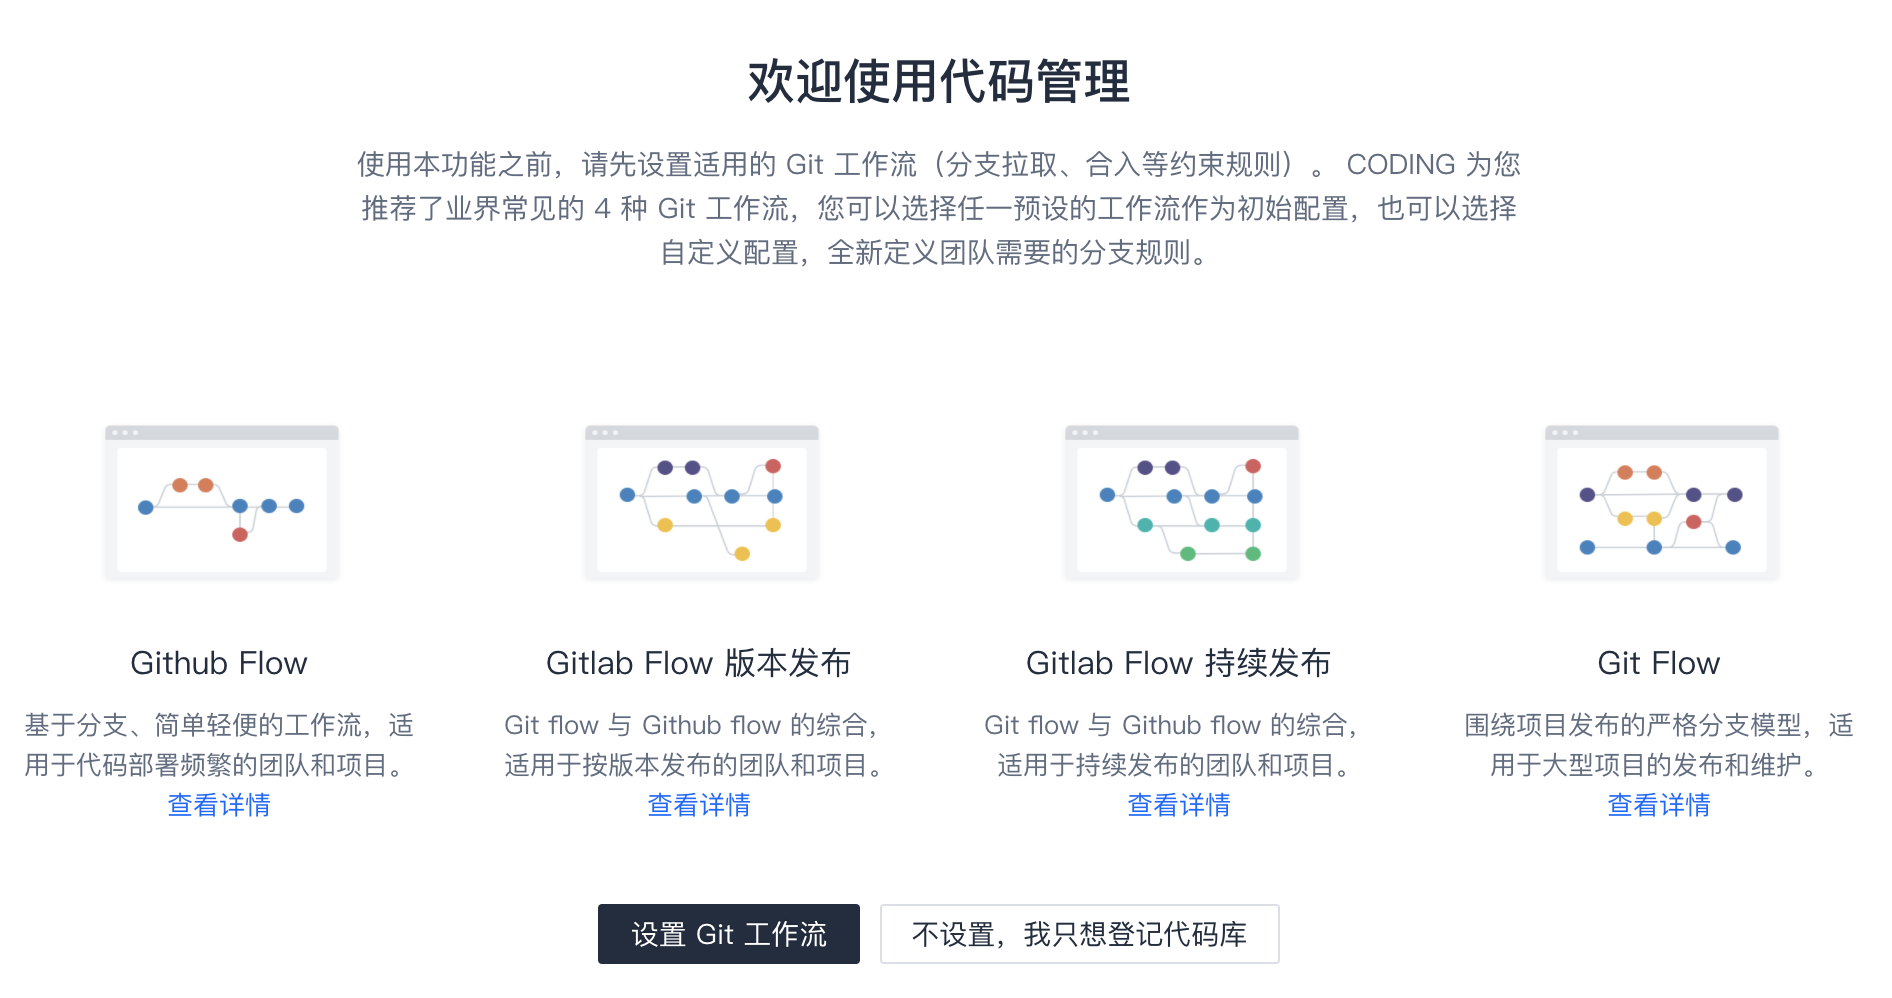 欢迎使用代码管理
使用本功能之前，请先设置适用的 Git 工作流（分支拉取、合入等约束规则）。 CODING 为您
推荐了业界常见的 4 种 Git 工作流，您可以选择任一预设的工作流作为初始配置，也可以选择
自定义配置，全新定义团队需要的分支规则。
Github Flow
基于分支、简单轻便的工作流，适
用于代码部署频繁的团队和项目。
查看详情
Gitlab Flow 版本发布
Git flow 与 Github flow 的综合，
适用于按版本发布的团队和项目。
查看详情
Gitlab Flow 持续发布
Git flow 与 Github flow 的综合，
适用于持续发布的团队和项目。
查看详情
Git Flow
围绕项目发布的严格分支模型，适
用于大型项目的发布和维护。
查看详情
设置 Git 工作流
不设置，我只想登记代码库